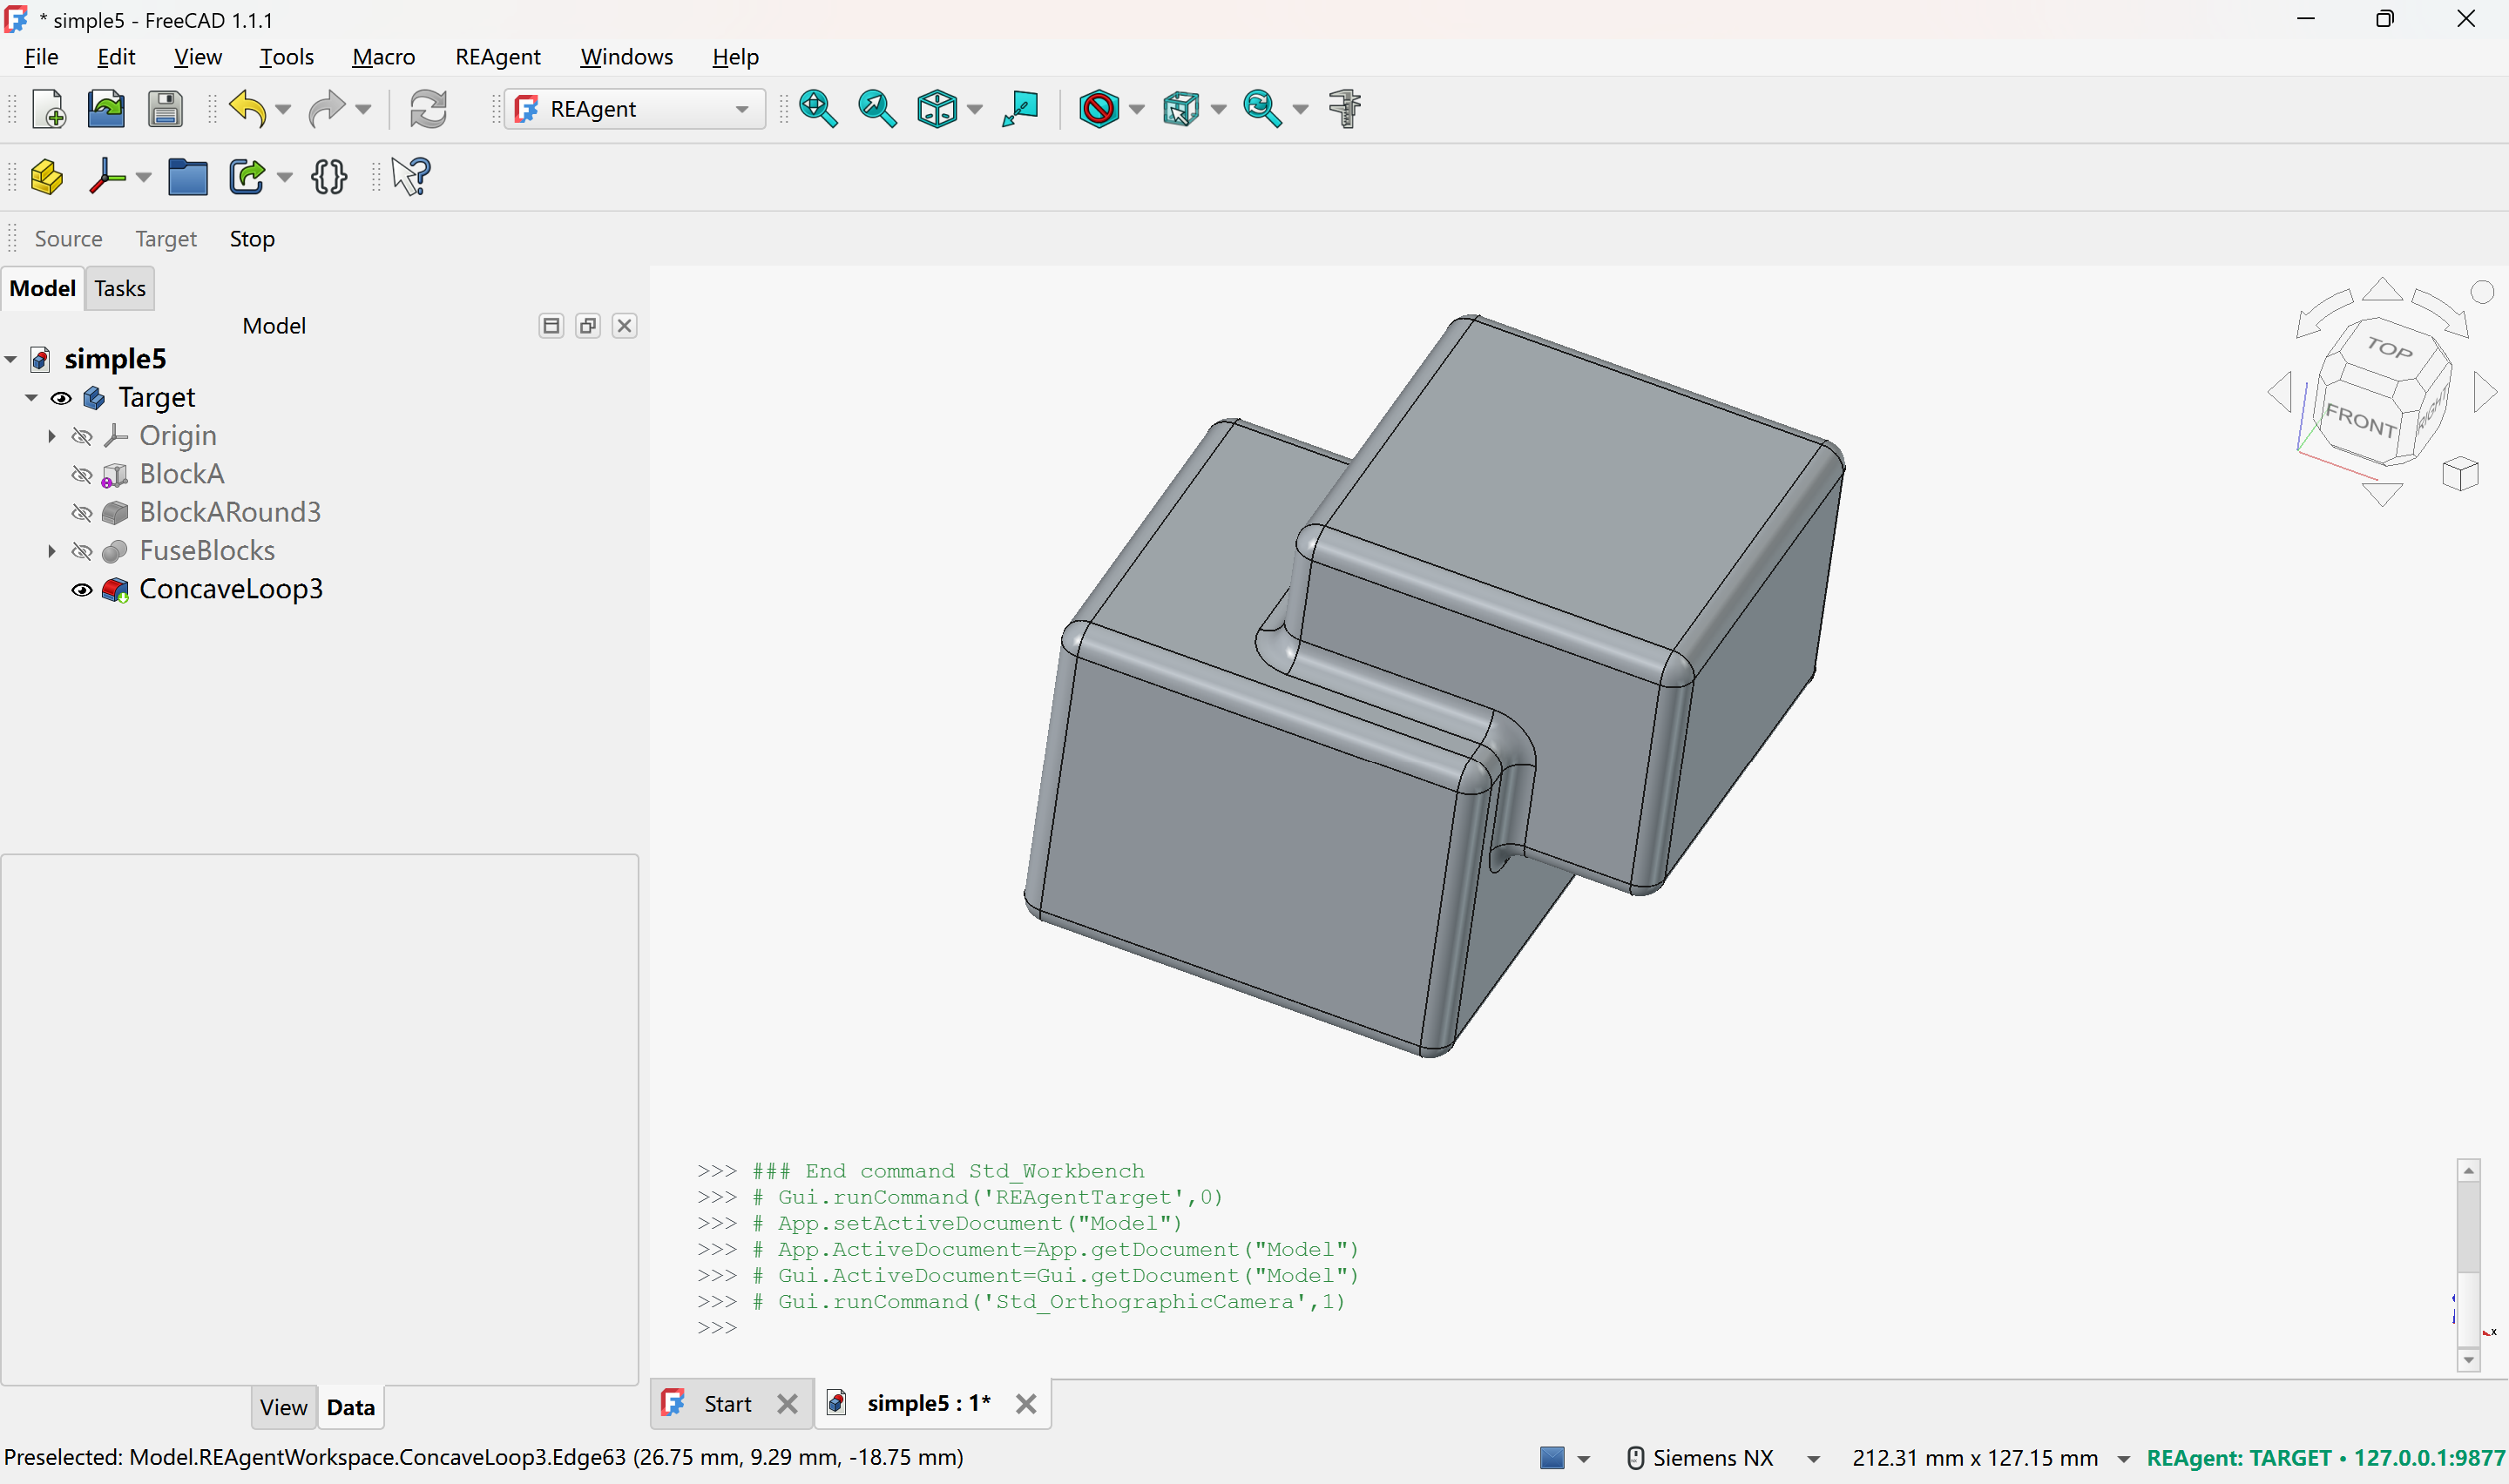 * simple5 - FreeCAD 1.1.1
File Edit View Tools Macro REAgent Windows Help
REAgent
Source Target Stop
Model Tasks
Model
simple5
Target
Origin
BlockA
BlockARound3
FuseBlocks
ConcaveLoop3
TOP
FRONT
RIGHT
>>> ### End command Std_Workbench
>>> # Gui.runCommand('REAgentTarget',0)
>>> # App.setActiveDocument("Model")
>>> # App.ActiveDocument=App.getDocument("Model")
>>> # Gui.ActiveDocument=Gui.getDocument("Model")
>>> # Gui.runCommand('Std_OrthographicCamera',1)
>>>
x
View Data
Start simple5 : 1*
Preselected: Model.REAgentWorkspace.ConcaveLoop3.Edge63 (26.75 mm, 9.29 mm, -18.75 mm)
Siemens NX 212.31 mm x 127.15 mm REAgent: TARGET • 127.0.0.1:9877